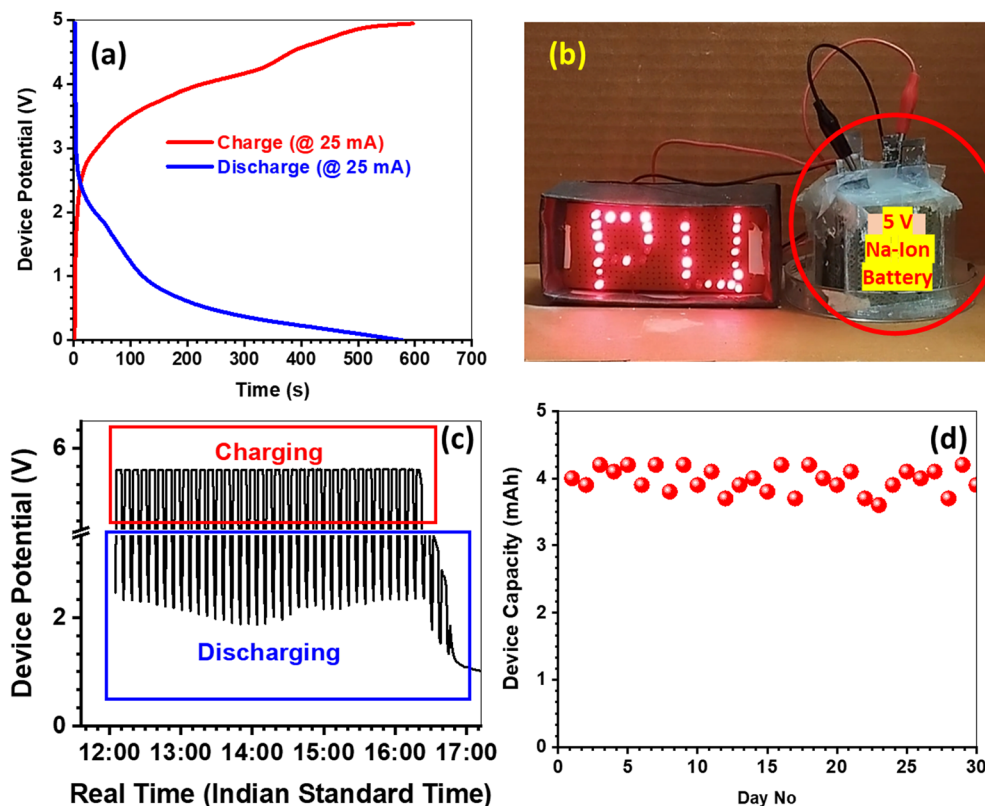 (a)
Device Potential (V)
5
4
3
2
1
0
Charge (@ 25 mA)
Discharge (@ 25 mA)
0 100 200 300 400 500 600 700
Time (s)
(b)
PU
5 V
Na-Ion
Battery
(c)
Device Potential (V)
6
2
0
Charging
Discharging
12:00 13:00 14:00 15:00 16:00 17:00
Real Time (Indian Standard Time)
(d)
Device Capacity (mAh)
5
4
3
2
1
0
0 5 10 15 20 25 30
Day No